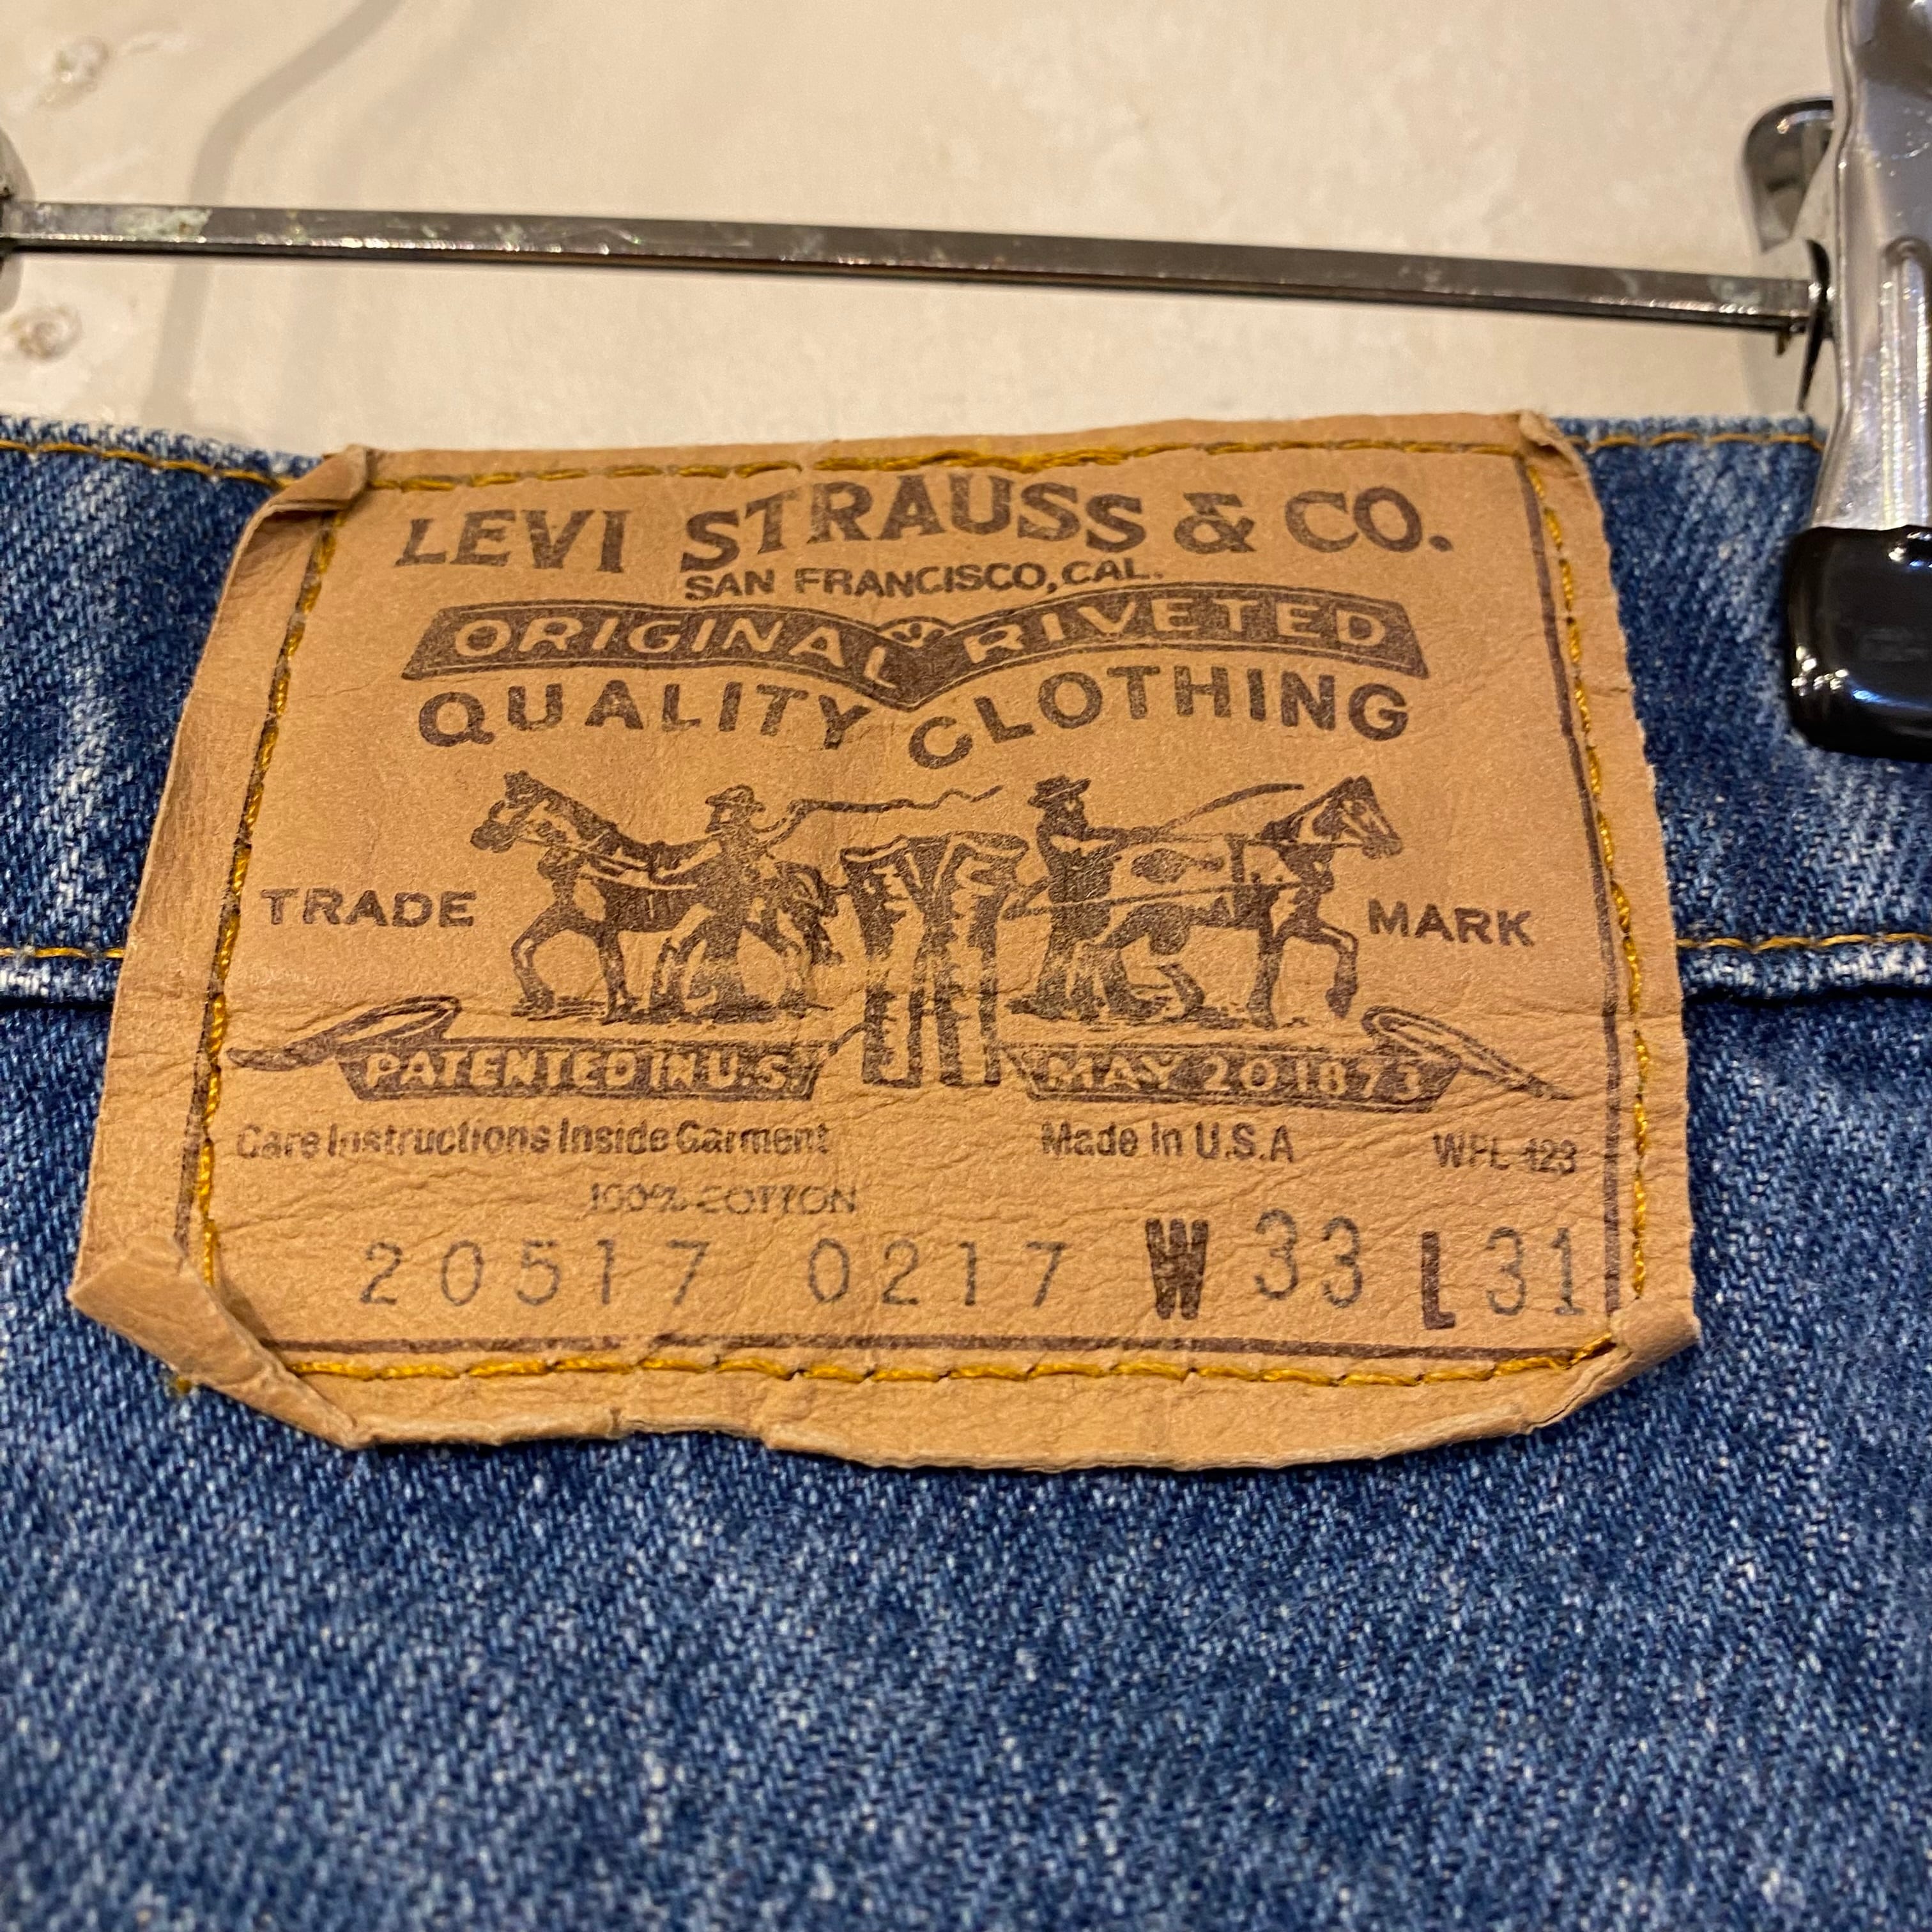 LEVI STRAUSS & CO.
SAN FRANCISCO, CAL.
ORIGINAL RIVETED
QUALITY CLOTHING
TRADE MARK
PATENTED IN U.S. MAY 20 1873
Care Instructions Inside Garment Made in U.S.A WPL 423
100% COTTON
20517 0217 W 33 L 31